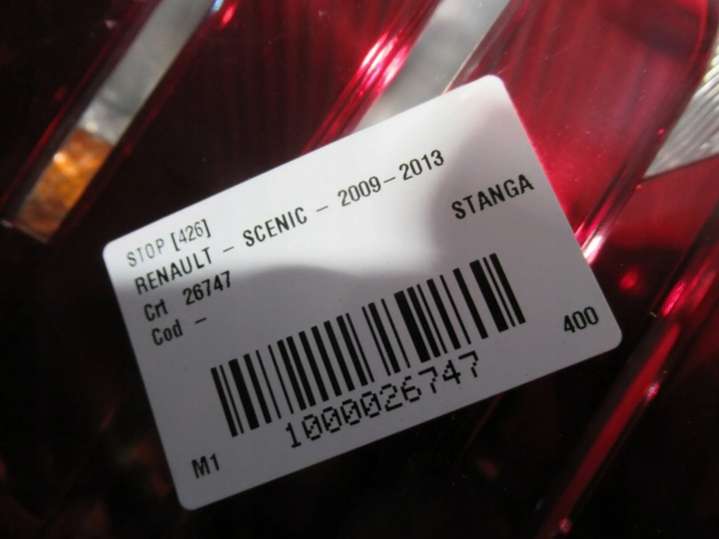 STOP [426]
RENAULT - SCENIC - 2009-2013
STANGA
Crt 26747
Cod -
1000026747
400
M1